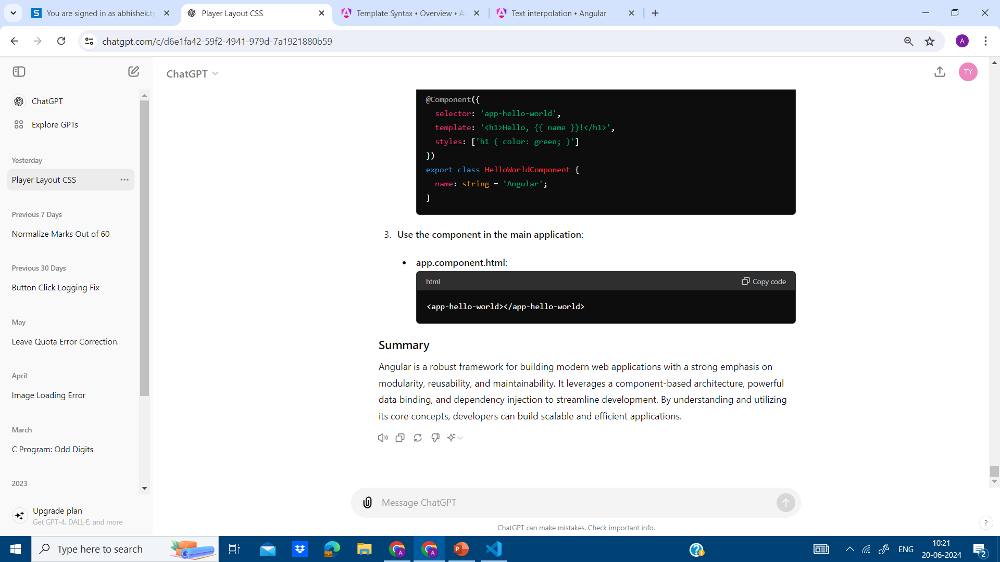 You are signed in as abhishek.ty
Player Layout CSS
Template Syntax • Overview • A
Text interpolation • Angular
chatgpt.com/c/d6e1fa42-59f2-4941-979d-7a1921880b59
A
ChatGPT
TY
ChatGPT
Explore GPTs
Yesterday
Player Layout CSS
Previous 7 Days
Normalize Marks Out of 60
Previous 30 Days
Button Click Logging Fix
May
Leave Quota Error Correction.
April
Image Loading Error
March
C Program: Odd Digits
2023
Upgrade plan
Get GPT-4, DALL·E, and more
@Component({
selector: 'app-hello-world',
template: '<h1>Hello, {{ name }}!</h1>',
styles: ['h1 { color: green; }']
})
export class HelloWorldComponent {
name: string = 'Angular';
}
3. Use the component in the main application:
• app.component.html:
html
Copy code
<app-hello-world></app-hello-world>
Summary
Angular is a robust framework for building modern web applications with a strong emphasis on
modularity, reusability, and maintainability. It leverages a component-based architecture, powerful
data binding, and dependency injection to streamline development. By understanding and utilizing
its core concepts, developers can build scalable and efficient applications.
Message ChatGPT
ChatGPT can make mistakes. Check important info.
?
Type here to search
ENG
10:21
20-06-2024
2